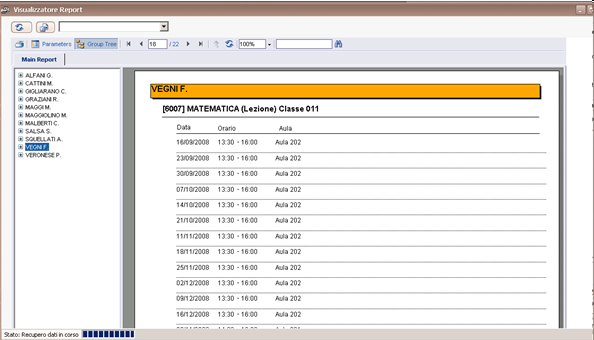 Visualizzatore Report
Parameters Group Tree 18 / 22 100%
Main Report
ALFANI G.
CATTINI M.
GIGLIARANO C.
GRAZIANI R.
MAGGI M.
MAGGIOLINO M.
MALBERTI C.
SALSA S.
SQUELLATI A.
VEGNI F.
VERONESE P.
VEGNI F.
[6007] MATEMATICA (Lezione) Classe 011
Data Orario Aula
16/09/2008 13:30 - 16:00 Aula 202
23/09/2008 13:30 - 16:00 Aula 202
30/09/2008 13:30 - 16:00 Aula 202
07/10/2008 13:30 - 16:00 Aula 202
14/10/2008 13:30 - 16:00 Aula 202
21/10/2008 13:30 - 16:00 Aula 202
11/11/2008 13:30 - 16:00 Aula 202
18/11/2008 13:30 - 16:00 Aula 202
25/11/2008 13:30 - 16:00 Aula 202
02/12/2008 13:30 - 16:00 Aula 202
09/12/2008 13:30 - 16:00 Aula 202
16/12/2008 13:30 - 16:00 Aula 202
Stato: Recupero dati in corso